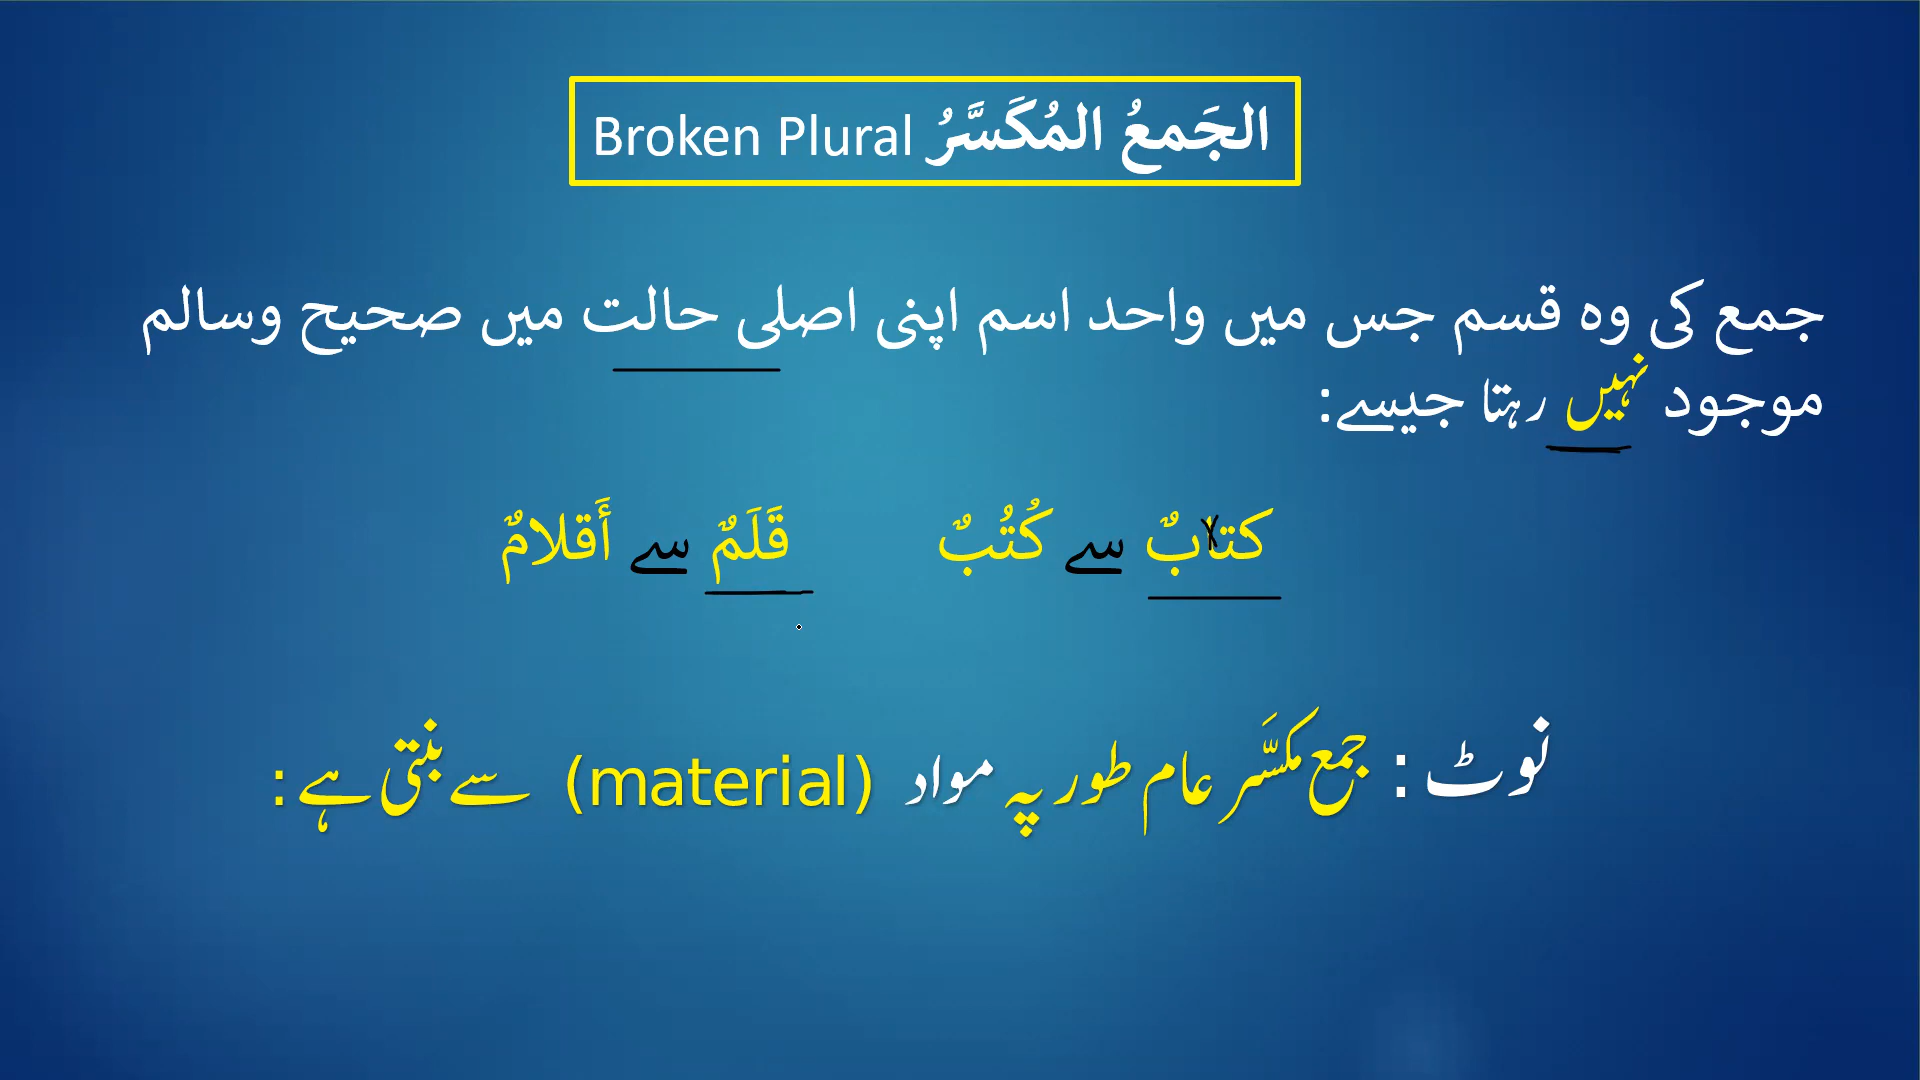 الجَمعُ المُكَسَّرُ Broken Plural
جمع کی وہ قسم جس میں واحد اسم اپنی اصلی حالت میں صحیح وسالم
موجود نہیں رہتا جیسے:
كتابٌ سے كُتُبٌ قَلَمٌ سے أَقلامٌ
نوٹ : جمع مکسَّر عام طور پہ مواد (material) سے بنتی ہے :